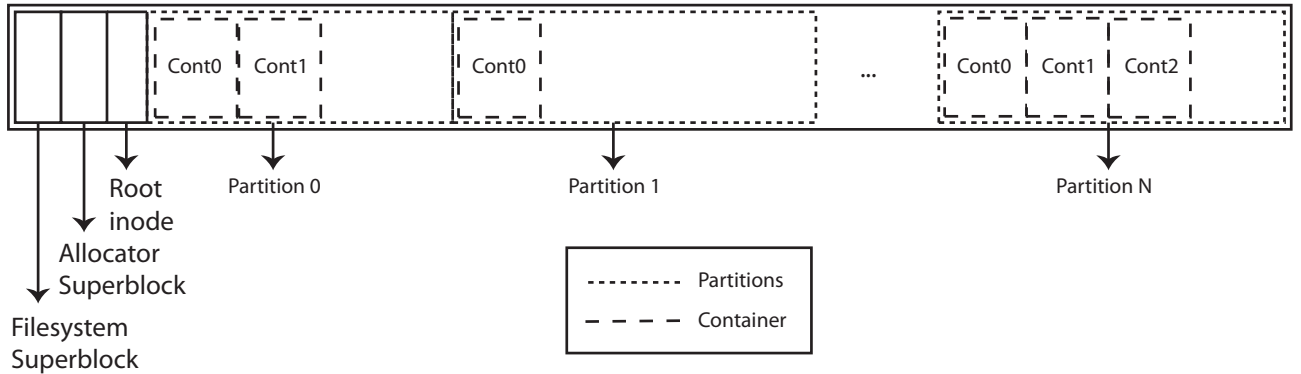 Cont0
Cont1
Cont0
...
Cont0
Cont1
Cont2
Partition 0
Partition 1
Partition N
Root
inode
Allocator
Superblock
Filesystem
Superblock
Partitions
Container